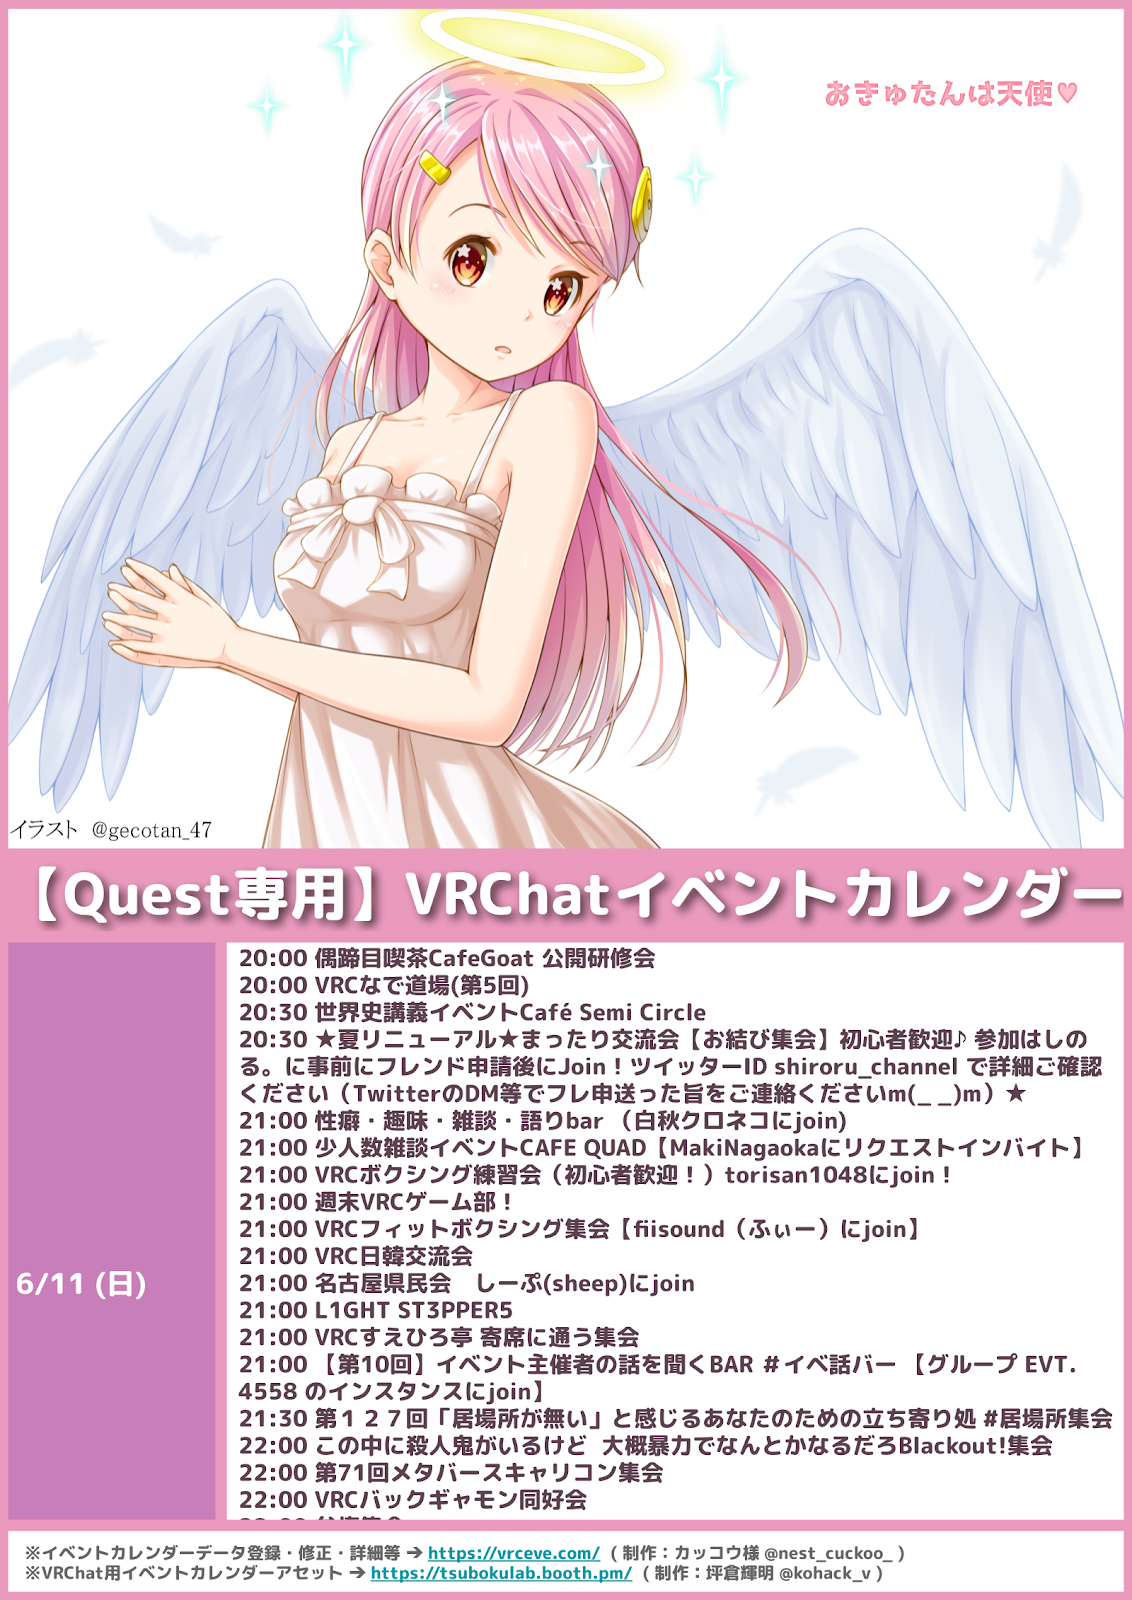 おきゅたんは天使♥
イラスト @gecotan_47
【Quest専用】VRChatイベントカレンダー
6/11 (日)
20:00 偶蹄目喫茶CafeGoat 公開研修会
20:00 VRCなで道場(第5回)
20:30 世界史講義イベントCafé Semi Circle
20:30 ★夏リニューアル★まったり交流会【お結び集会】初心者歓迎♪ 参加はしの
る。に事前にフレンド申請後にJoin！ツイッターID shiroru_channel で詳細ご確認
ください（TwitterのDM等でフレ申送った旨をご連絡くださいm(_ _)m）★
21:00 性癖・趣味・雑談・語りbar （白秋クロネコにjoin)
21:00 少人数雑談イベントCAFE QUAD【MakiNagaokaにリクエストインバイト】
21:00 VRCボクシング練習会（初心者歓迎！）torisan1048にjoin！
21:00 週末VRCゲーム部！
21:00 VRCフィットボクシング集会【fiisound（ふぃー）にjoin】
21:00 VRC日韓交流会
21:00 名古屋県民会　しーぷ(sheep)にjoin
21:00 L1GHT ST3PPER5
21:00 VRCすえひろ亭 寄席に通う集会
21:00 【第10回】イベント主催者の話を聞くBAR ＃イベ話バー 【グループ EVT.
4558 のインスタンスにjoin】
21:30 第１２７回「居場所が無い」と感じるあなたのための立ち寄り処 #居場所集会
22:00 この中に殺人鬼がいるけど 大概暴力でなんとかなるだろBlackout!集会
22:00 第71回メタバースキャリコン集会
22:00 VRCバックギャモン同好会
※イベントカレンダーデータ登録・修正・詳細等 ➔ https://vrceve.com/ （ 制作：カッコウ様 @nest_cuckoo_ ）
※VRChat用イベントカレンダーアセット ➔ https://tsubokulab.booth.pm/ （ 制作：坪倉輝明 @kohack_v ）